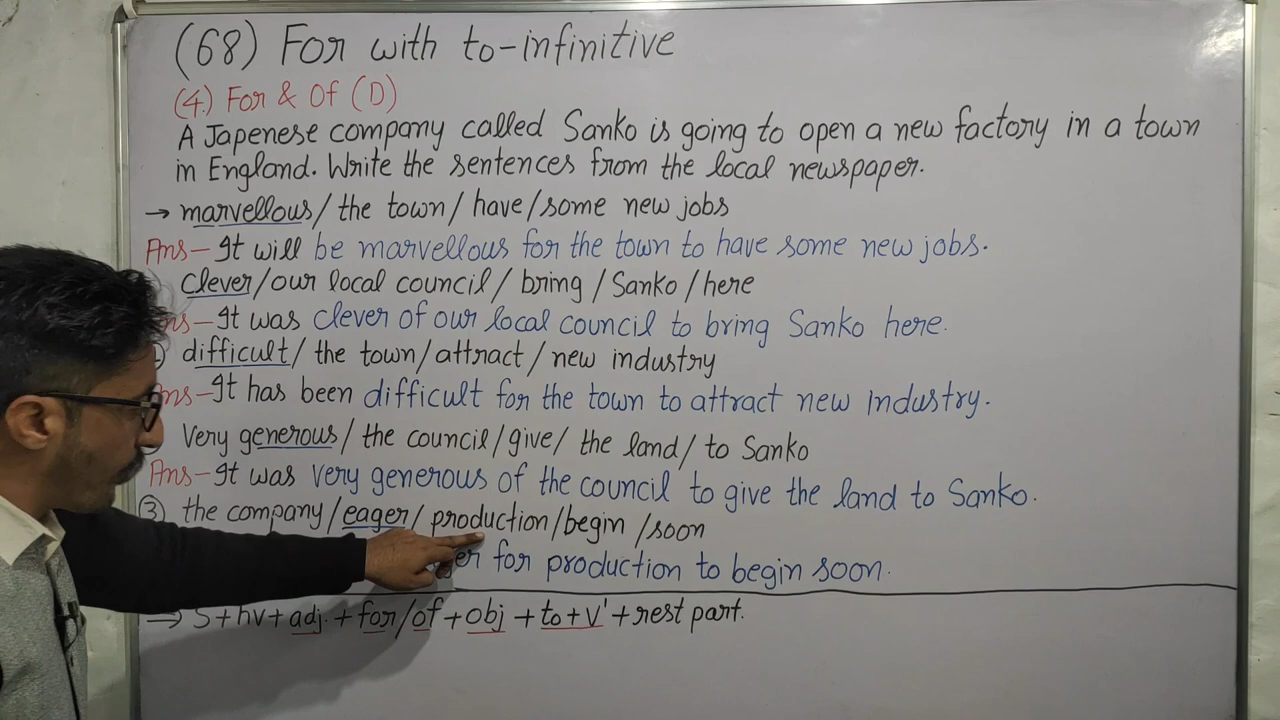 (68) For with to-infinitive
(4.) For & Of (D)
A Japenese company called Sanko is going to open a new factory in a town
in England. Write the sentences from the local newspaper.
→ marvellous/ the town/ have/some new jobs
Ans- It will be marvellous for the town to have some new jobs.
clever/our local council/ bring / Sanko / here
ns- It was clever of our local council to bring Sanko here.
difficult/ the town/attract/ new industry
Ans- It has been difficult for the town to attract new industry.
Very generous/ the council/give/ the land/ to Sanko
Ans- It was very generous of the council to give the land to Sanko.
③ the company/eager/ production/begin /soon
er for production to begin soon.
→ S+hv+adj. + for/of +obj + to+V' +rest part.